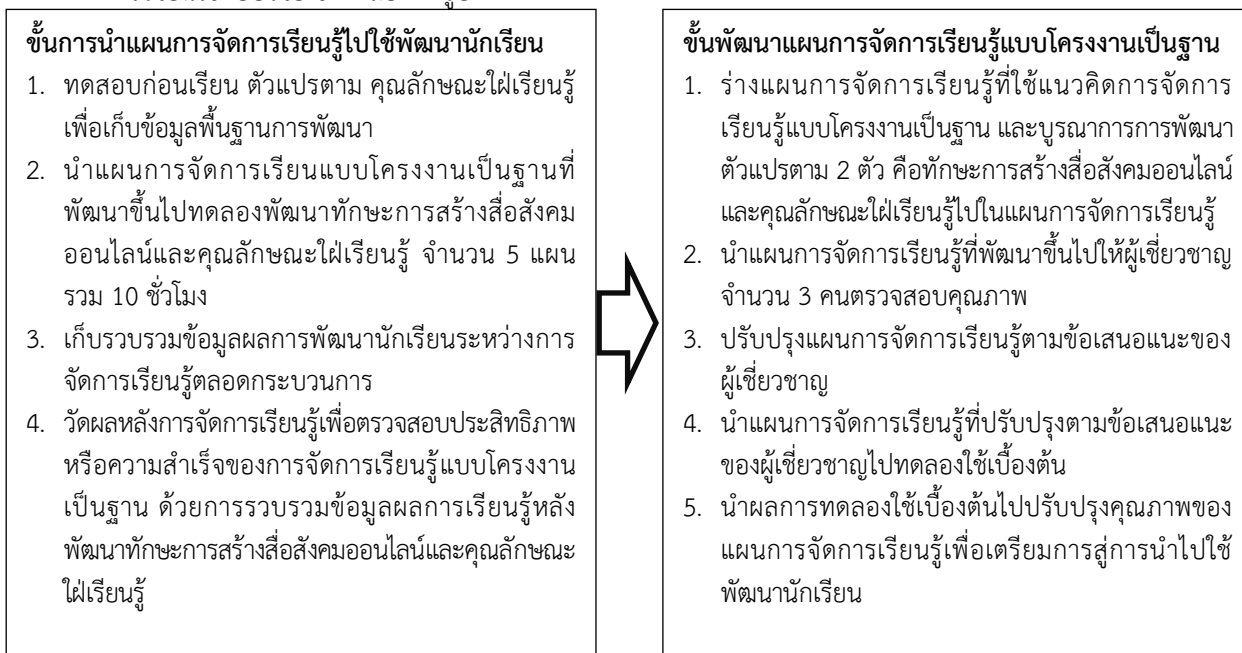 ขั้นการนำแผนการจัดการเรียนรู้ไปใช้พัฒนานักเรียน
1. ทดสอบก่อนเรียน ตัวแปรตาม คุณลักษณะใฝ่เรียนรู้
เพื่อเก็บข้อมูลพื้นฐานการพัฒนา
2. นำแผนการจัดการเรียนแบบโครงงานเป็นฐานที่
พัฒนาขึ้นไปทดลองพัฒนาทักษะการสร้างสื่อสังคม
ออนไลน์และคุณลักษณะใฝ่เรียนรู้ จำนวน 5 แผน
รวม 10 ชั่วโมง
3. เก็บรวบรวมข้อมูลผลการพัฒนานักเรียนระหว่างการ
จัดการเรียนรู้ตลอดกระบวนการ
4. วัดผลหลังการจัดการเรียนรู้เพื่อตรวจสอบประสิทธิภาพ
หรือความสำเร็จของการจัดการเรียนรู้แบบโครงงาน
เป็นฐาน ด้วยการรวบรวมข้อมูลผลการเรียนรู้หลัง
พัฒนาทักษะการสร้างสื่อสังคมออนไลน์และคุณลักษณะ
ใฝ่เรียนรู้
ขั้นพัฒนาแผนการจัดการเรียนรู้แบบโครงงานเป็นฐาน
1. ร่างแผนการจัดการเรียนรู้ที่ใช้แนวคิดการจัดการ
เรียนรู้แบบโครงงานเป็นฐาน และบูรณาการการพัฒนา
ตัวแปรตาม 2 ตัว คือทักษะการสร้างสื่อสังคมออนไลน์
และคุณลักษณะใฝ่เรียนรู้ไปในแผนการจัดการเรียนรู้
2. นำแผนการจัดการเรียนรู้ที่พัฒนาขึ้นไปให้ผู้เชี่ยวชาญ
จำนวน 3 คนตรวจสอบคุณภาพ
3. ปรับปรุงแผนการจัดการเรียนรู้ตามข้อเสนอแนะของ
ผู้เชี่ยวชาญ
4. นำแผนการจัดการเรียนรู้ที่ปรับปรุงตามข้อเสนอแนะ
ของผู้เชี่ยวชาญไปทดลองใช้เบื้องต้น
5. นำผลการทดลองใช้เบื้องต้นไปปรับปรุงคุณภาพของ
แผนการจัดการเรียนรู้เพื่อเตรียมการสู่การนำไปใช้
พัฒนานักเรียน